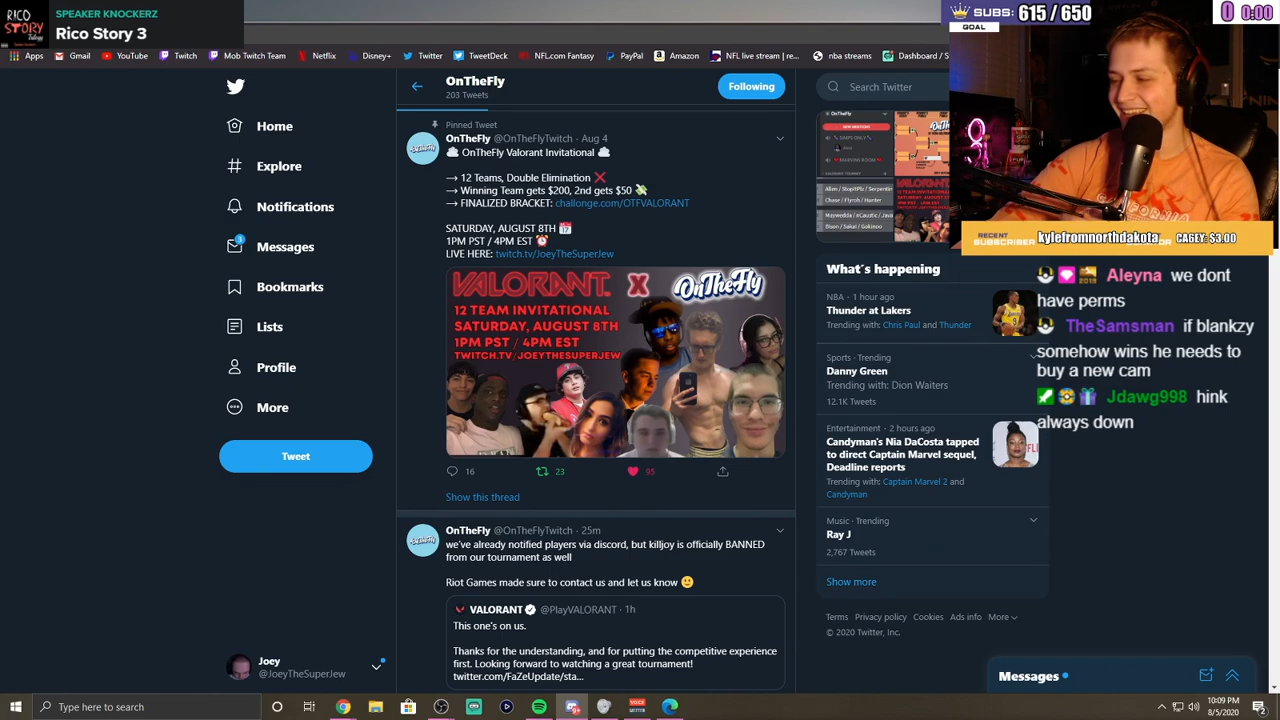 SPEAKER KNOCKERZ
Rico Story 3
RICO
STORY
SUBS: 615/650
GOAL
0 0:00
Apps Gmail YouTube Twitch Mob Twitch Team Netflix Disney+ Twitter TweetDeck NFL.com Fantasy PayPal Amazon NFL live stream | re... nba streams Dashboard / S
OnTheFly
203 Tweets
Following
Search Twitter
Home
Explore
Notifications
Messages
Bookmarks
Lists
Profile
More
Tweet
Joey
@JoeyTheSuperJew
Pinned Tweet
OnTheFly @OnTheFlyTwitch · Aug 4
OnTheFly Valorant Invitational
→ 12 Teams, Double Elimination ❌
→ Winning Team gets $200, 2nd gets $50 💸
→ FINALIZED BRACKET: challonge.com/OTFVALORANT
SATURDAY, AUGUST 8TH 📅
1PM PST / 4PM EST ⏰
LIVE HERE: twitch.tv/JoeyTheSuperJew
VALORANT X OnTheFly
12 TEAM INVITATIONAL
SATURDAY, AUGUST 8TH
1PM PST / 4PM EST
TWITCH.TV/JOEYTHESUPERJEW
16 23 95
Show this thread
OnTheFly @OnTheFlyTwitch · 25m
we've already notified players via discord, but killjoy is officially BANNED
from our tournament as well
Riot Games made sure to contact us and let us know 🙂
VALORANT @PlayVALORANT · 1h
This one's on us.
Thanks for the understanding, and for putting the competitive experience
first. Looking forward to watching a great tournament!
What's happening
NBA · 1 hour ago
Thunder at Lakers
Trending with: Chris Paul and Thunder
Sports · Trending
Danny Green
Trending with: Dion Waiters
12.1K Tweets
Entertainment · 2 hours ago
Candyman's Nia DaCosta tapped
to direct Captain Marvel sequel,
Deadline reports
Trending with: Captain Marvel 2 and
Candyman
Music · Trending
Ray J
2,767 Tweets
Show more
Terms Privacy policy Cookies Ads info More
© 2020 Twitter, Inc.
Messages
RECENT
SUBSCRIBER kylefromnorthdakota CA6EY: $3.00
Aleyna we dont
have perms
TheSamsman if blankzy
somehow wins he needs to
buy a new cam
Jdawg998 hink
always down
Type here to search
10:09 PM
8/5/2020